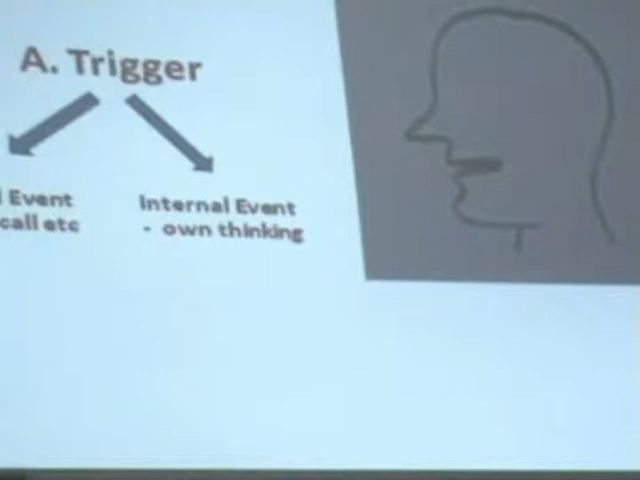 A. Trigger
l Event
call etc
Internal Event
- own thinking